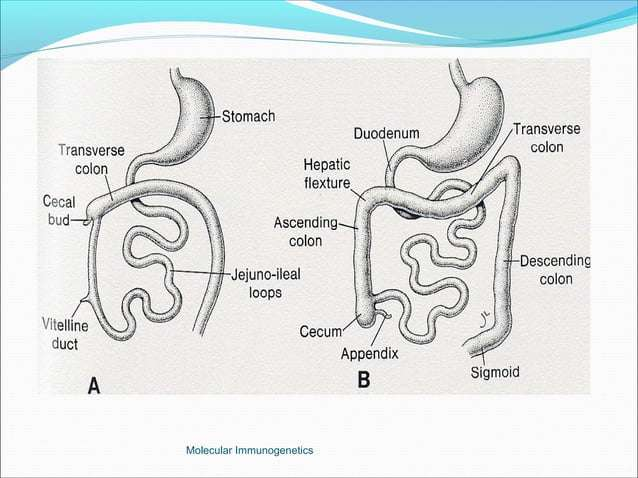 Stomach
Transverse
colon
Cecal
bud
Jejuno-ileal
loops
Vitelline
duct
A
Duodenum
Transverse
colon
Hepatic
flexture
Ascending
colon
Descending
colon
Cecum
Appendix
Sigmoid
B
Molecular Immunogenetics